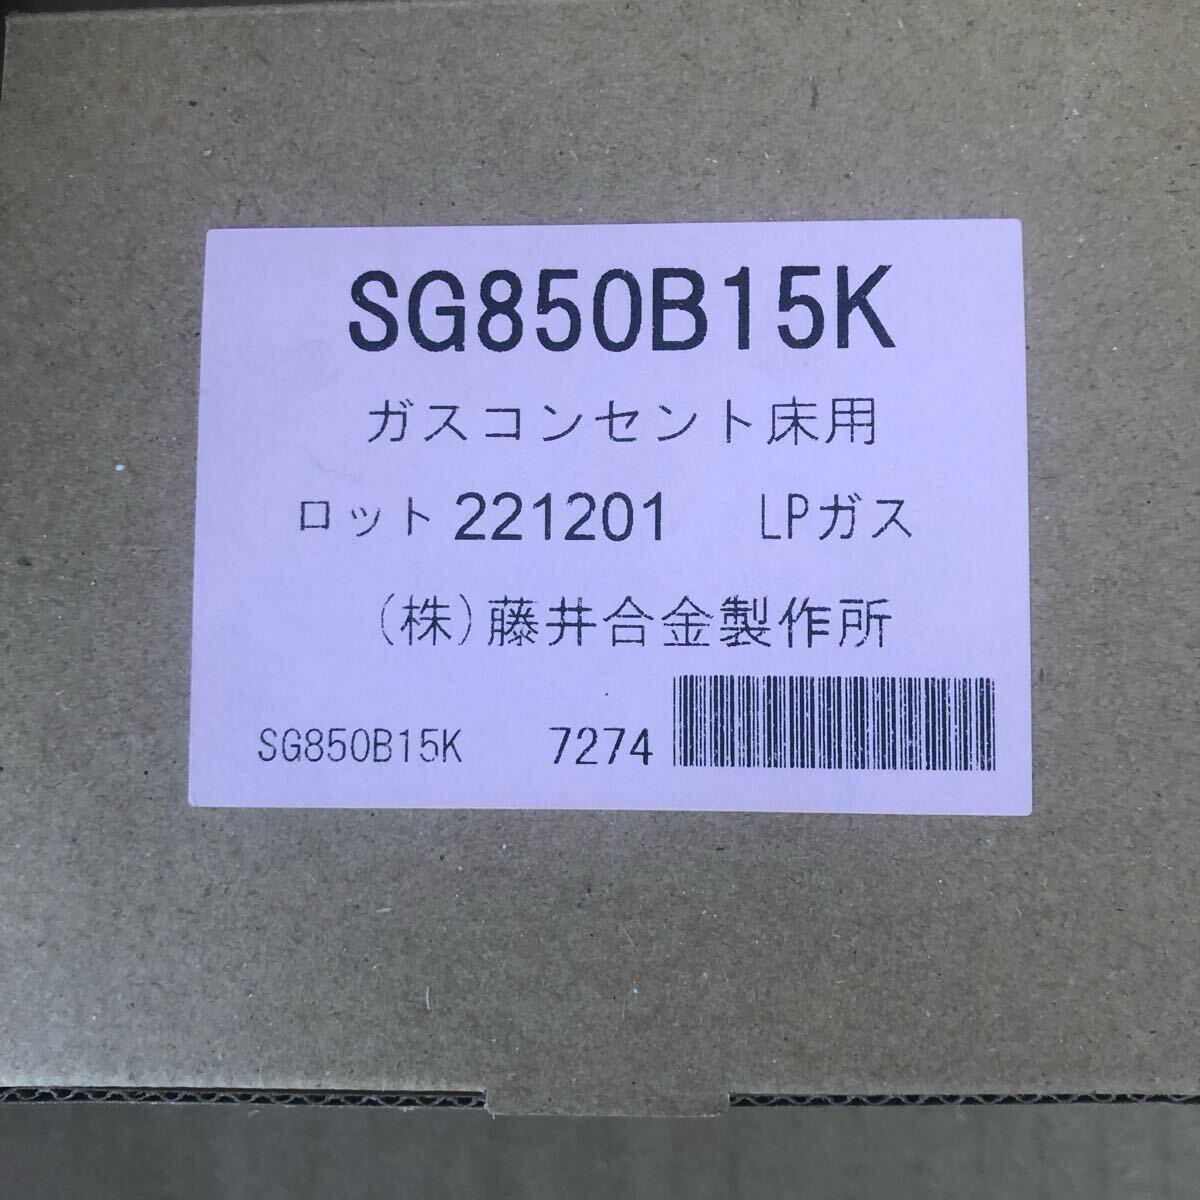 SG850B15K
ガスコンセント床用
ロット 221201 LPガス
(株)藤井合金製作所
SG850B15K 7274